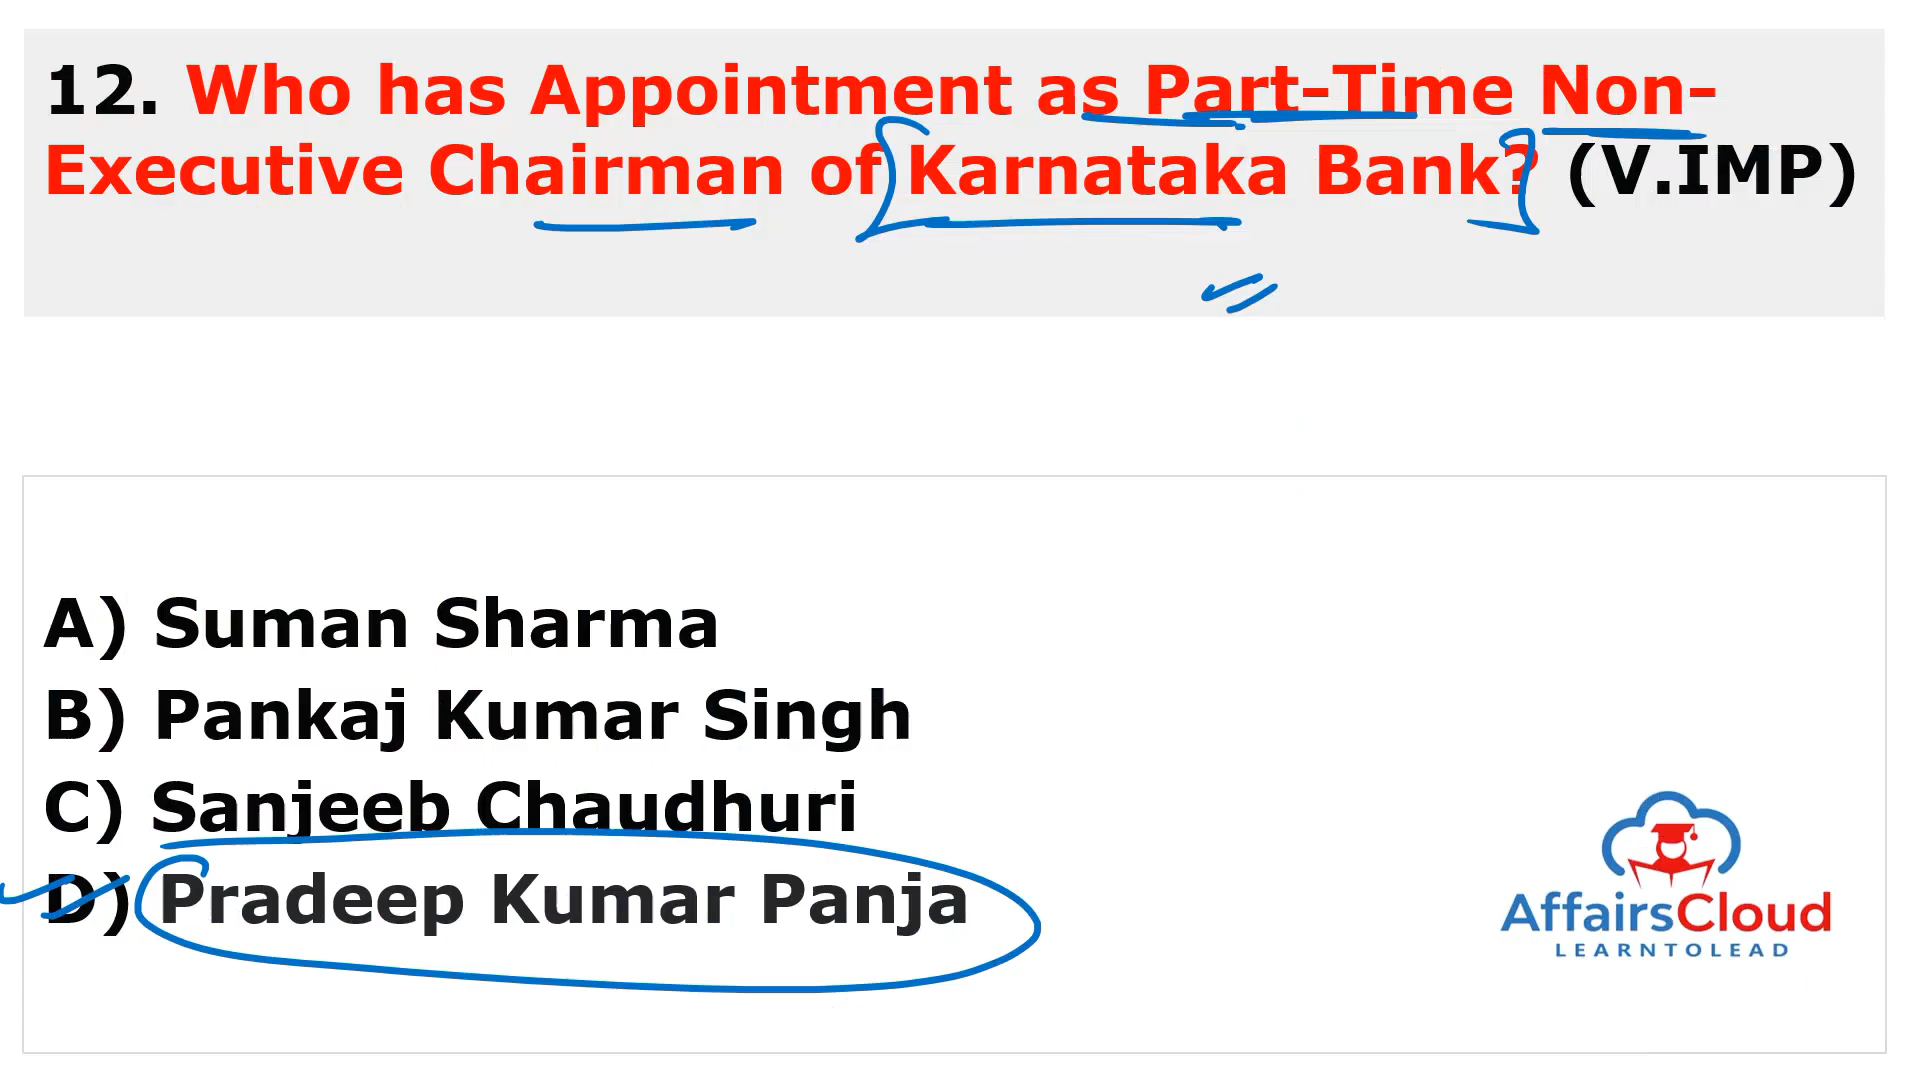 12. Who has Appointment as Part-Time Non-
Executive Chairman of Karnataka Bank? (V.IMP)
A) Suman Sharma
B) Pankaj Kumar Singh
C) Sanjeeb Chaudhuri
D) Pradeep Kumar Panja
AffairsCloud
LEARNTOLEAD